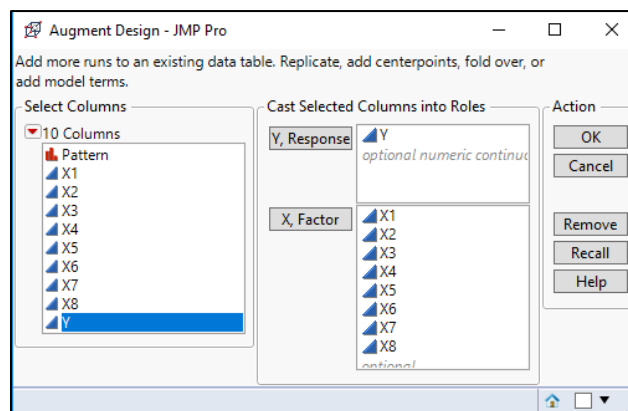 Augment Design - JMP Pro
Add more runs to an existing data table. Replicate, add centerpoints, fold over, or
add model terms.
Select Columns
10 Columns
Pattern
X1
X2
X3
X4
X5
X6
X7
X8
Y
Cast Selected Columns into Roles
Y, Response
Y
optional numeric continuo
X, Factor
X1
X2
X3
X4
X5
X6
X7
X8
optional
Action
OK
Cancel
Remove
Recall
Help